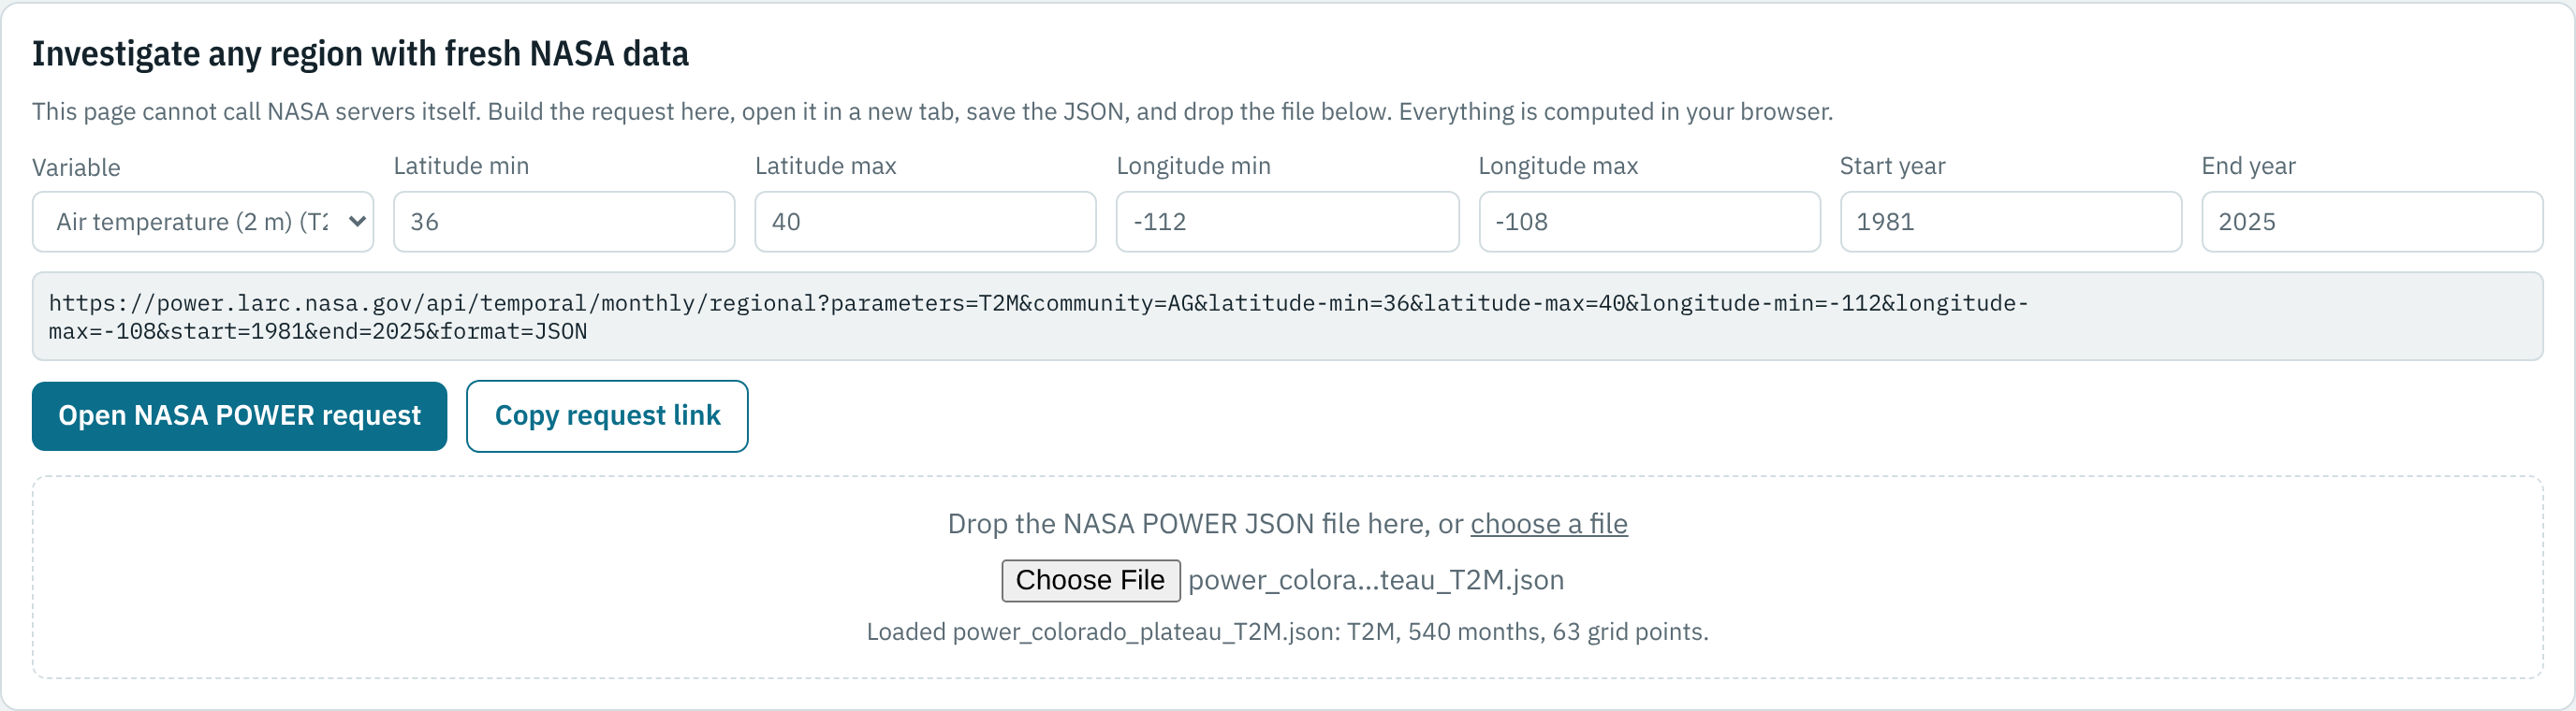 Investigate any region with fresh NASA data
This page cannot call NASA servers itself. Build the request here, open it in a new tab, save the JSON, and drop the file below. Everything is computed in your browser.
Variable
Latitude min
Latitude max
Longitude min
Longitude max
Start year
End year
Air temperature (2 m) (T2
36
40
-112
-108
1981
2025
https://power.larc.nasa.gov/api/temporal/monthly/regional?parameters=T2M&community=AG&latitude-min=36&latitude-max=40&longitude-min=-112&longitude-
max=-108&start=1981&end=2025&format=JSON
Open NASA POWER request
Copy request link
Drop the NASA POWER JSON file here, or choose a file
Choose File power_colora...teau_T2M.json
Loaded power_colorado_plateau_T2M.json: T2M, 540 months, 63 grid points.